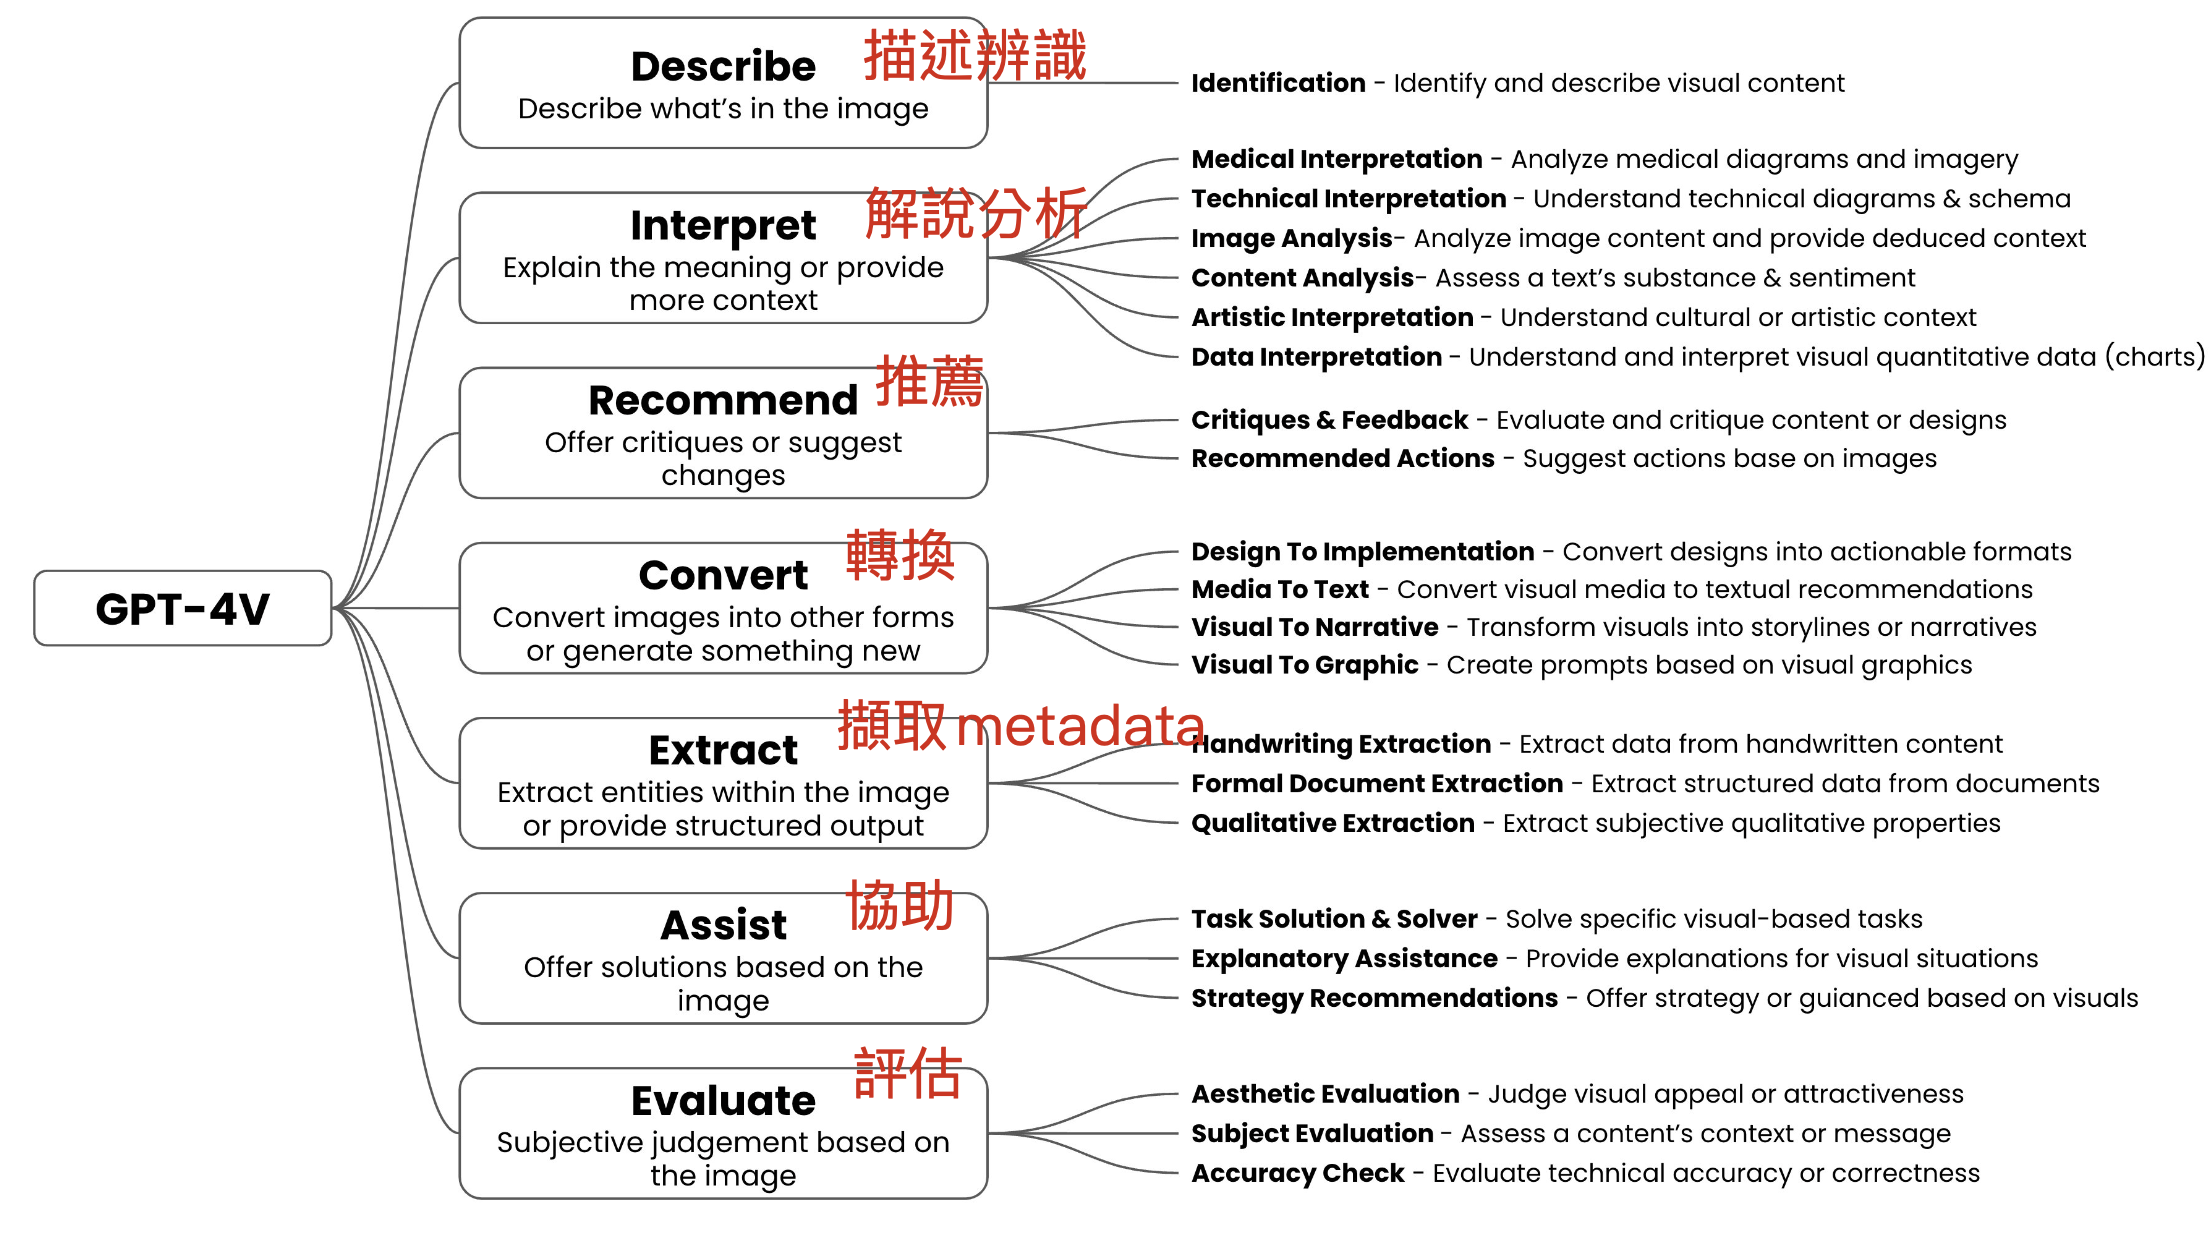 GPT-4V
Describe
描述辨識
Describe what's in the image
Identification - Identify and describe visual content
Interpret
解說分析
Explain the meaning or provide
more context
Medical Interpretation - Analyze medical diagrams and imagery
Technical Interpretation - Understand technical diagrams & schema
Image Analysis- Analyze image content and provide deduced context
Content Analysis- Assess a text's substance & sentiment
Artistic Interpretation - Understand cultural or artistic context
Data Interpretation - Understand and interpret visual quantitative data (charts)
Recommend
推薦
Offer critiques or suggest
changes
Critiques & Feedback - Evaluate and critique content or designs
Recommended Actions - Suggest actions base on images
Convert
轉換
Convert images into other forms
or generate something new
Design To Implementation - Convert designs into actionable formats
Media To Text - Convert visual media to textual recommendations
Visual To Narrative - Transform visuals into storylines or narratives
Visual To Graphic - Create prompts based on visual graphics
Extract
擷取metadata
Extract entities within the image
or provide structured output
Handwriting Extraction - Extract data from handwritten content
Formal Document Extraction - Extract structured data from documents
Qualitative Extraction - Extract subjective qualitative properties
Assist
協助
Offer solutions based on the
image
Task Solution & Solver - Solve specific visual-based tasks
Explanatory Assistance - Provide explanations for visual situations
Strategy Recommendations - Offer strategy or guianced based on visuals
Evaluate
評估
Subjective judgement based on
the image
Aesthetic Evaluation - Judge visual appeal or attractiveness
Subject Evaluation - Assess a content's context or message
Accuracy Check - Evaluate technical accuracy or correctness